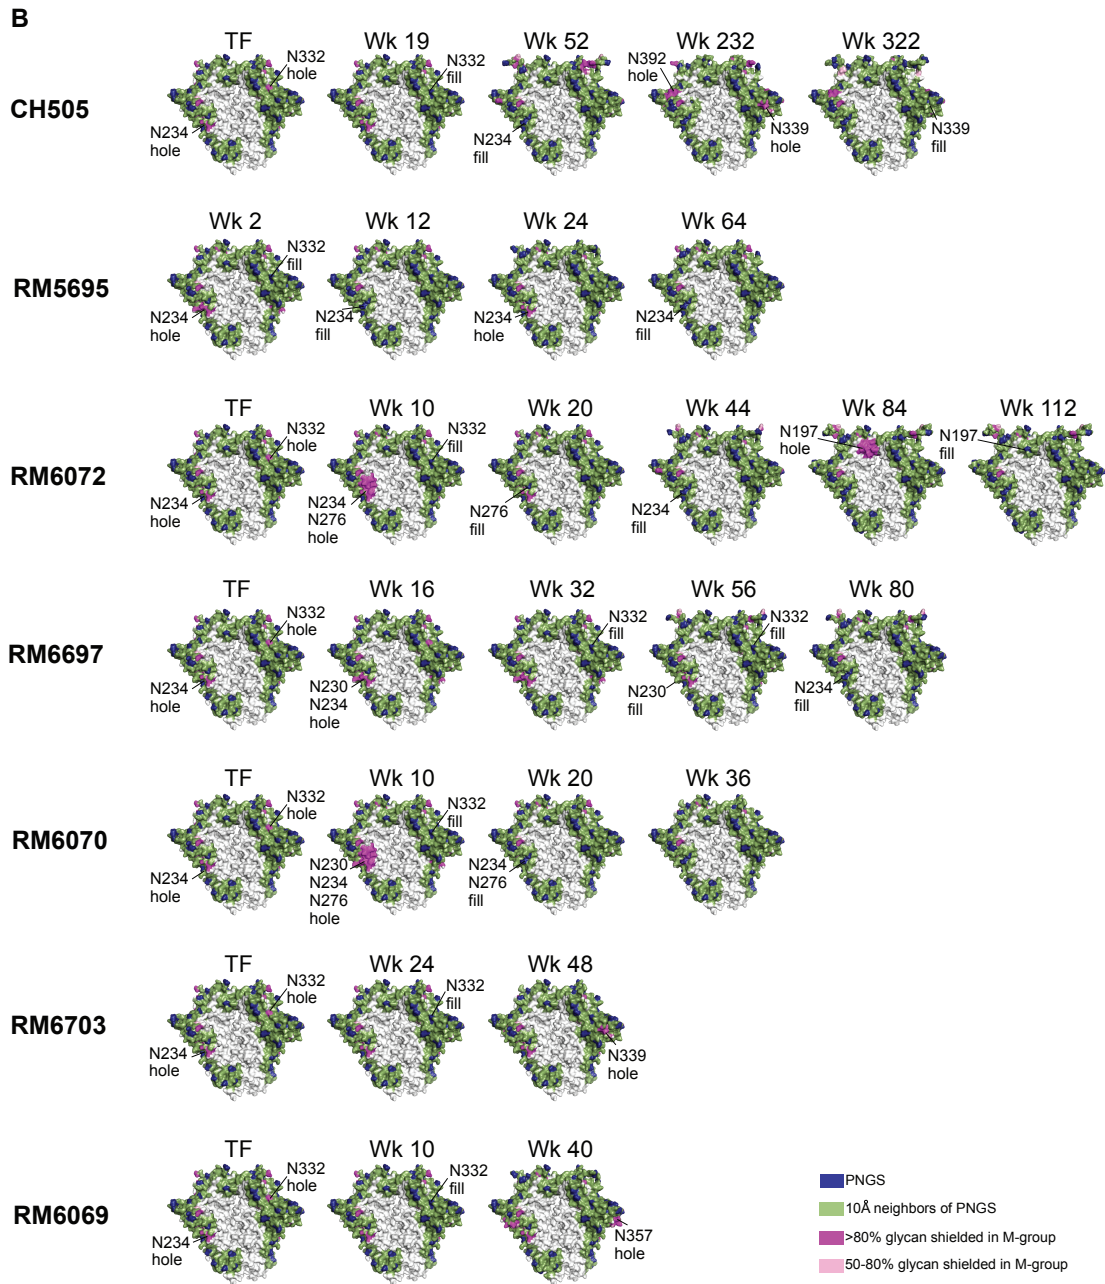 B
TF
Wk 19
Wk 52
Wk 232
Wk 322
CH505
N332
hole
N234
hole
N332
fill
N234
fill
N392
hole
N339
hole
N339
fill
Wk 2
Wk 12
Wk 24
Wk 64
RM5695
N332
fill
N234
hole
N234
fill
N234
hole
N234
fill
TF
Wk 10
Wk 20
Wk 44
Wk 84
Wk 112
RM6072
N332
hole
N234
hole
N332
fill
N234
N276
hole
N276
fill
N234
fill
N197
hole
N197
fill
TF
Wk 16
Wk 32
Wk 56
Wk 80
RM6697
N332
hole
N234
hole
N230
N234
hole
N332
fill
N332
fill
N230
fill
N234
fill
TF
Wk 10
Wk 20
Wk 36
RM6070
N332
hole
N234
hole
N332
fill
N230
N234
N276
hole
N234
N276
fill
TF
Wk 24
Wk 48
RM6703
N332
hole
N234
hole
N332
fill
N339
hole
TF
Wk 10
Wk 40
RM6069
N332
hole
N234
hole
N332
fill
N357
hole
PNGS
10Å neighbors of PNGS
>80% glycan shielded in M-group
50-80% glycan shielded in M-group